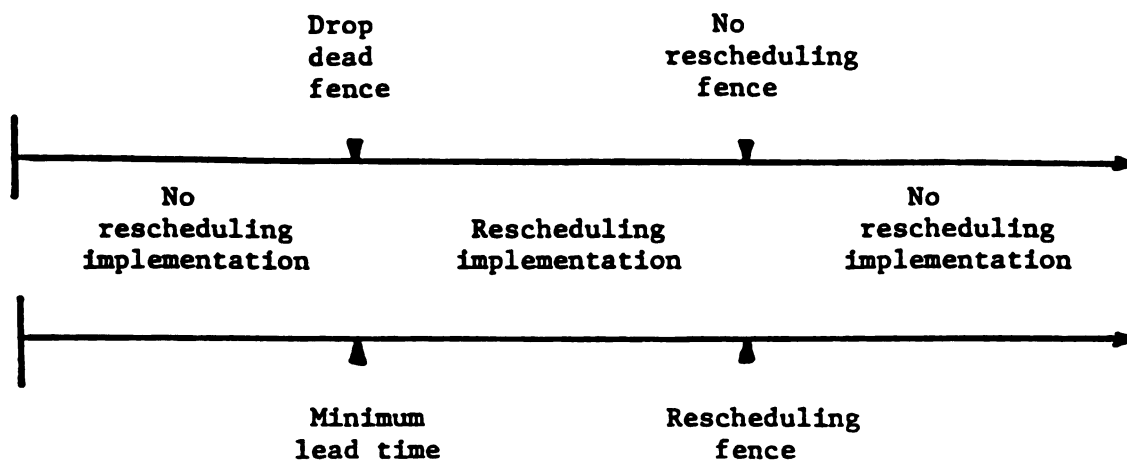 Drop
dead
fence
No
rescheduling
fence
No
rescheduling
implementation
Rescheduling
implementation
No
rescheduling
implementation
Minimum
lead time
Rescheduling
fence